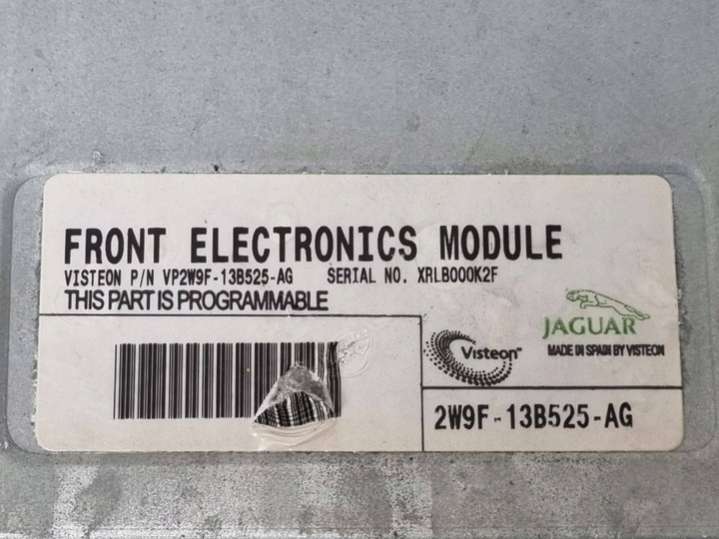 FRONT ELECTRONICS MODULE
VISTEON P/N VP2W9F-13B525-AG SERIAL NO. XRLB000K2F
THIS PART IS PROGRAMMABLE
Visteon
JAGUAR
MADE IN SPAIN BY VISTEON
2W9F-13B525-AG